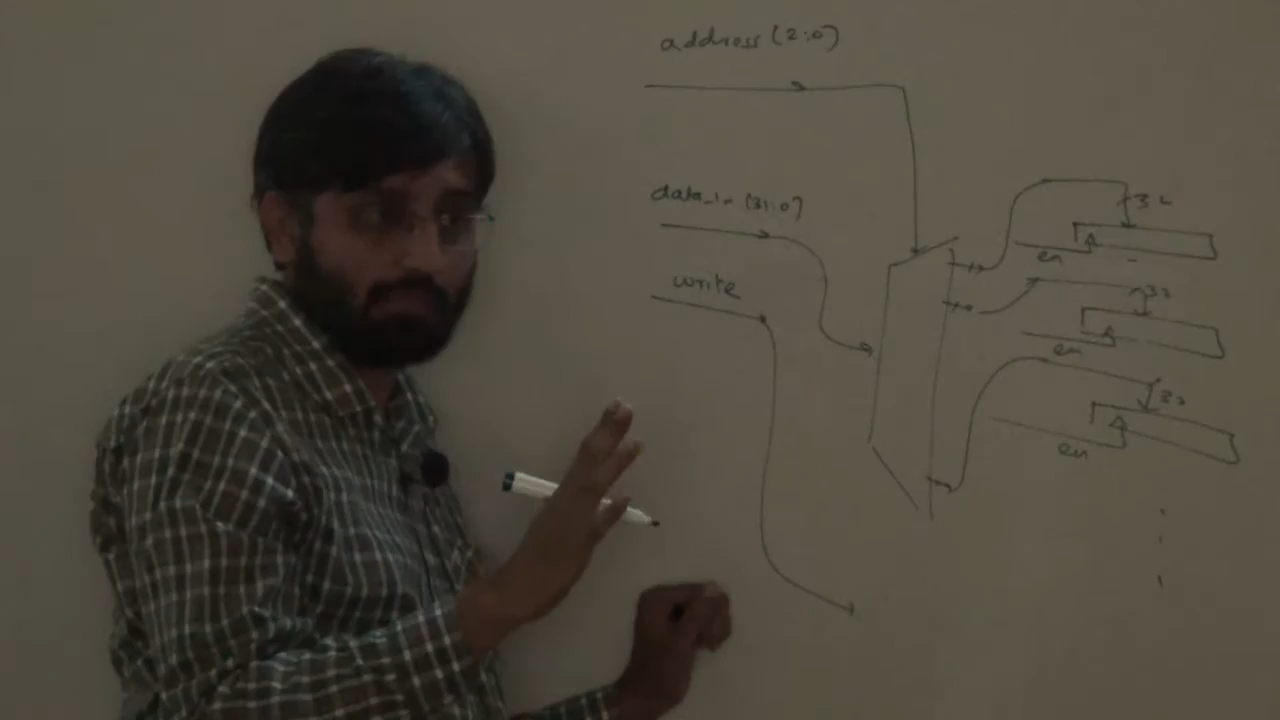 address (2:0)
data_in (31:0)
write
32
en
32
en
32
en